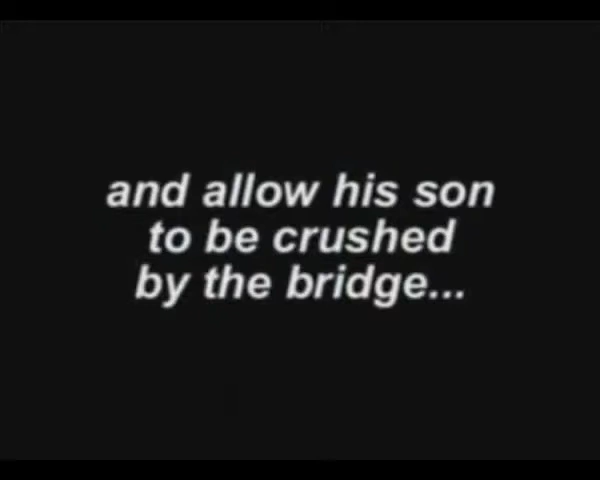 and allow his son
to be crushed
by the bridge...